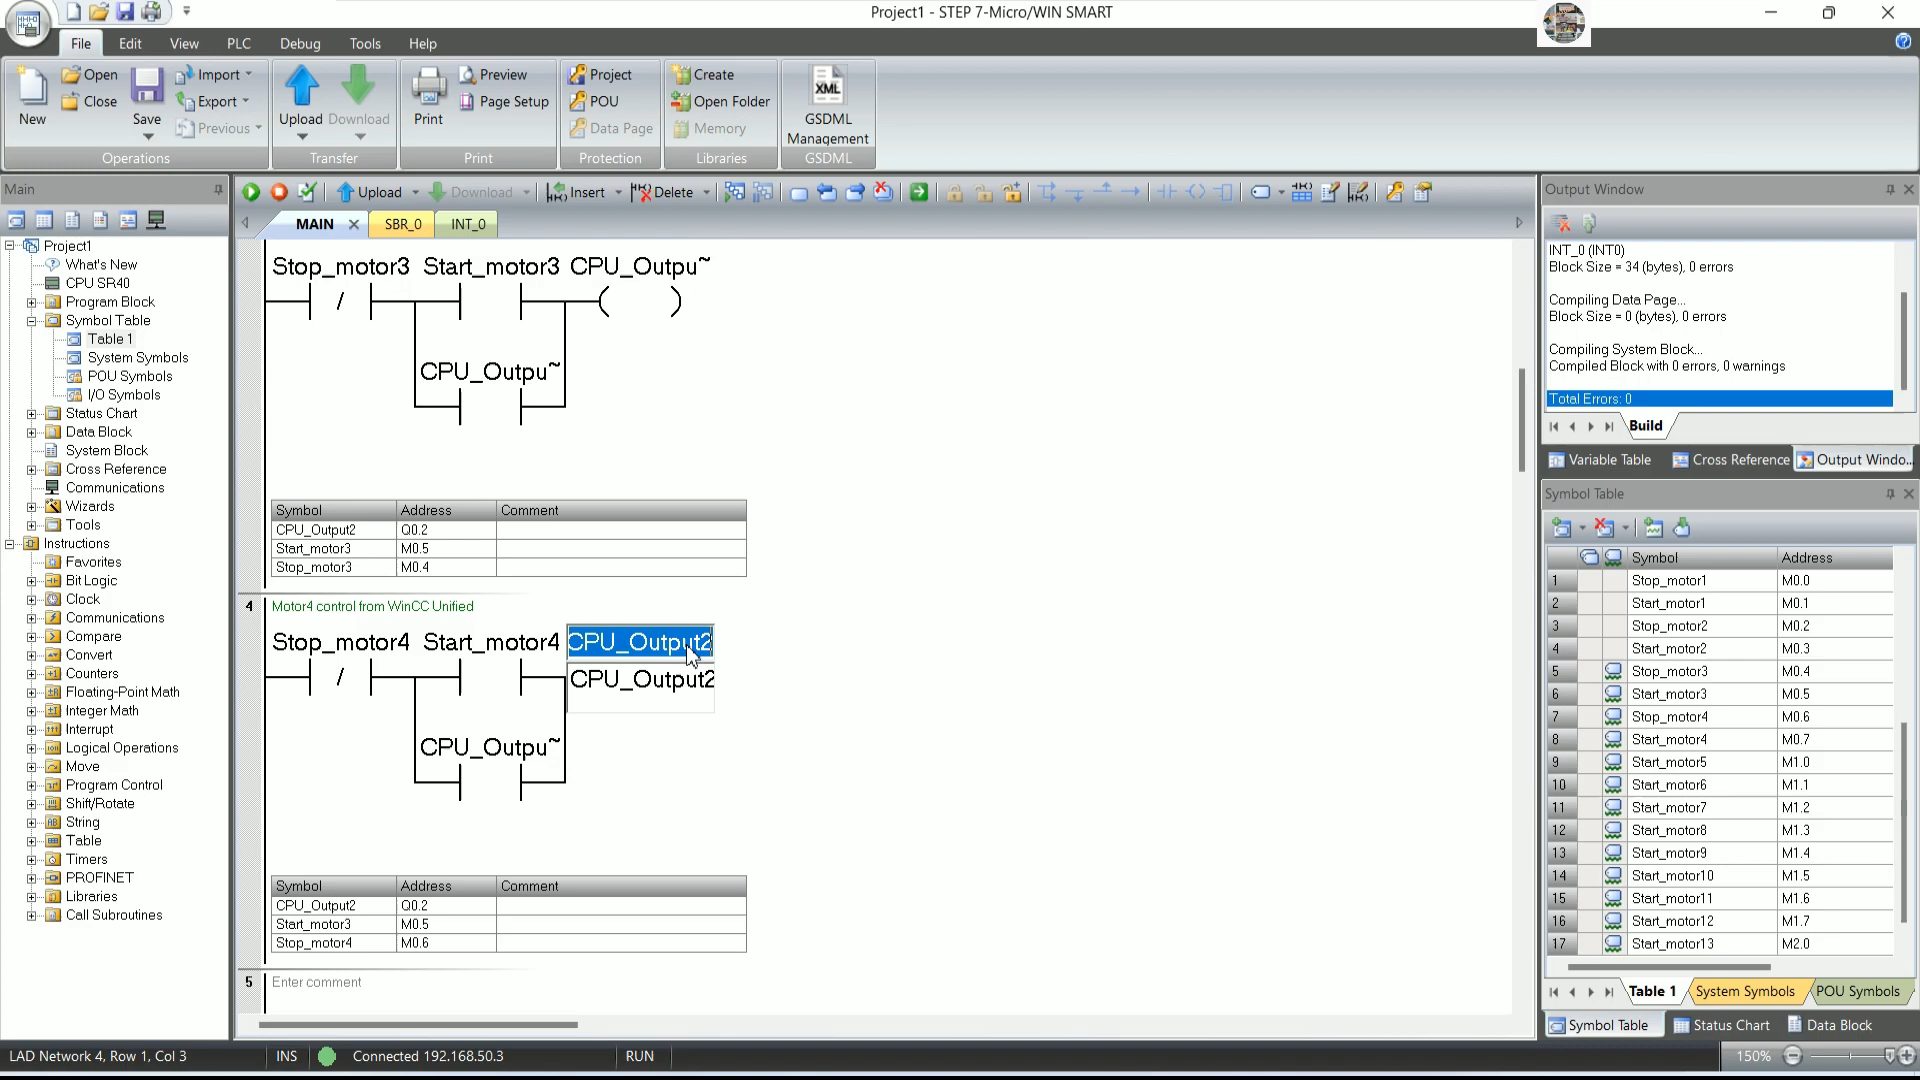 Project1 - STEP 7-Micro/WIN SMART
File Edit View PLC Debug Tools Help
New
Open
Close
Save
Import
Export
Previous
Operations
Upload
Download
Transfer
Print
Preview
Page Setup
Print
Project
POU
Data Page
Protection
Create
Open Folder
Memory
Libraries
XML
GSDML
Management
GSDML
Main
Project1
What's New
CPU SR40
Program Block
Symbol Table
Table 1
System Symbols
POU Symbols
I/O Symbols
Status Chart
Data Block
System Block
Cross Reference
Communications
Wizards
Tools
Instructions
Favorites
Bit Logic
Clock
Communications
Compare
Convert
Counters
Floating-Point Math
Integer Math
Interrupt
Logical Operations
Move
Program Control
Shift/Rotate
String
Table
Timers
PROFINET
Libraries
Call Subroutines
Upload Download Insert Delete
MAIN SBR_0 INT_0
Stop_motor3 Start_motor3 CPU_Outpu~
/
CPU_Outpu~
Symbol Address Comment
CPU_Output2 Q0.2
Start_motor3 M0.5
Stop_motor3 M0.4
4 Motor4 control from WinCC Unified
Stop_motor4 Start_motor4 CPU_Output2
/ CPU_Output2
CPU_Outpu~
Symbol Address Comment
CPU_Output2 Q0.2
Start_motor3 M0.5
Stop_motor4 M0.6
5 Enter comment
Output Window
INT_0 (INT0)
Block Size = 34 (bytes), 0 errors
Compiling Data Page...
Block Size = 0 (bytes), 0 errors
Compiling System Block...
Compiled Block with 0 errors, 0 warnings
Total Errors: 0
Build
Variable Table Cross Reference Output Windo...
Symbol Table
Symbol Address
1 Stop_motor1 M0.0
2 Start_motor1 M0.1
3 Stop_motor2 M0.2
4 Start_motor2 M0.3
5 Stop_motor3 M0.4
6 Start_motor3 M0.5
7 Stop_motor4 M0.6
8 Start_motor4 M0.7
9 Start_motor5 M1.0
10 Start_motor6 M1.1
11 Start_motor7 M1.2
12 Start_motor8 M1.3
13 Start_motor9 M1.4
14 Start_motor10 M1.5
15 Start_motor11 M1.6
16 Start_motor12 M1.7
17 Start_motor13 M2.0
Table 1 System Symbols POU Symbols
Symbol Table Status Chart Data Block
LAD Network 4, Row 1, Col 3 INS Connected 192.168.50.3 RUN 150%